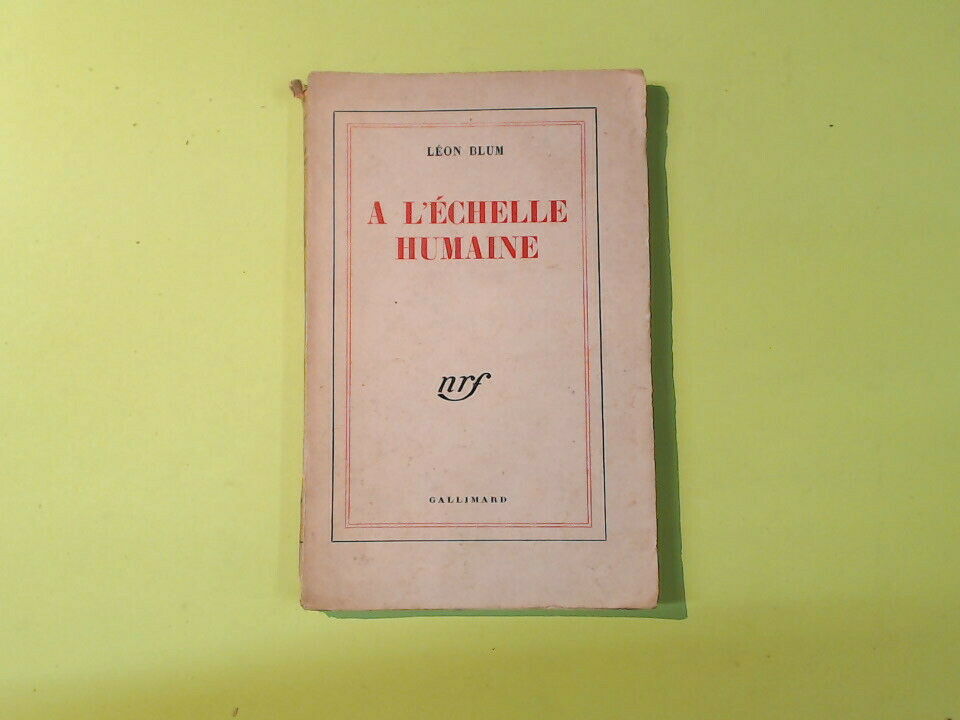 LÉON BLUM
A L'ÉCHELLE
HUMAINE
nrf
GALLIMARD